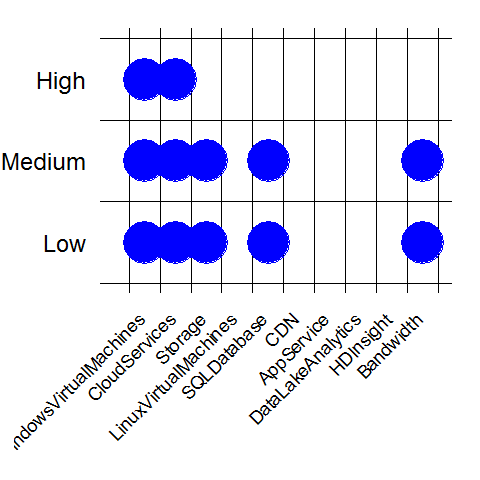 High
Medium
Low
ndowsVirtualMachines
CloudServices
Storage
LinuxVirtualMachines
SQLDatabase
CDN
AppService
DataLakeAnalytics
HDInsight
Bandwidth